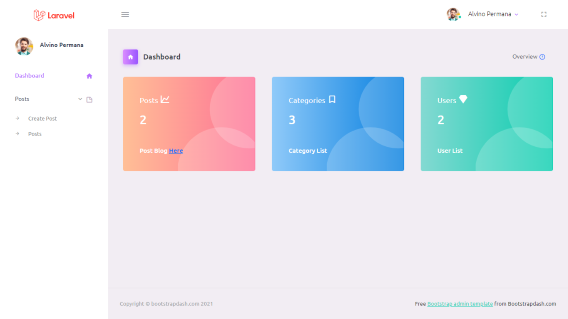 Laravel
Alvino Permana
Alvino Permana
Dashboard
Posts
Create Post
Posts
Dashboard
Overview
Posts
2
Post Blog Here
Categories
3
Category List
Users
2
User List
Copyright © bootstrapdash.com 2021
Free Bootstrap admin template from Bootstrapdash.com